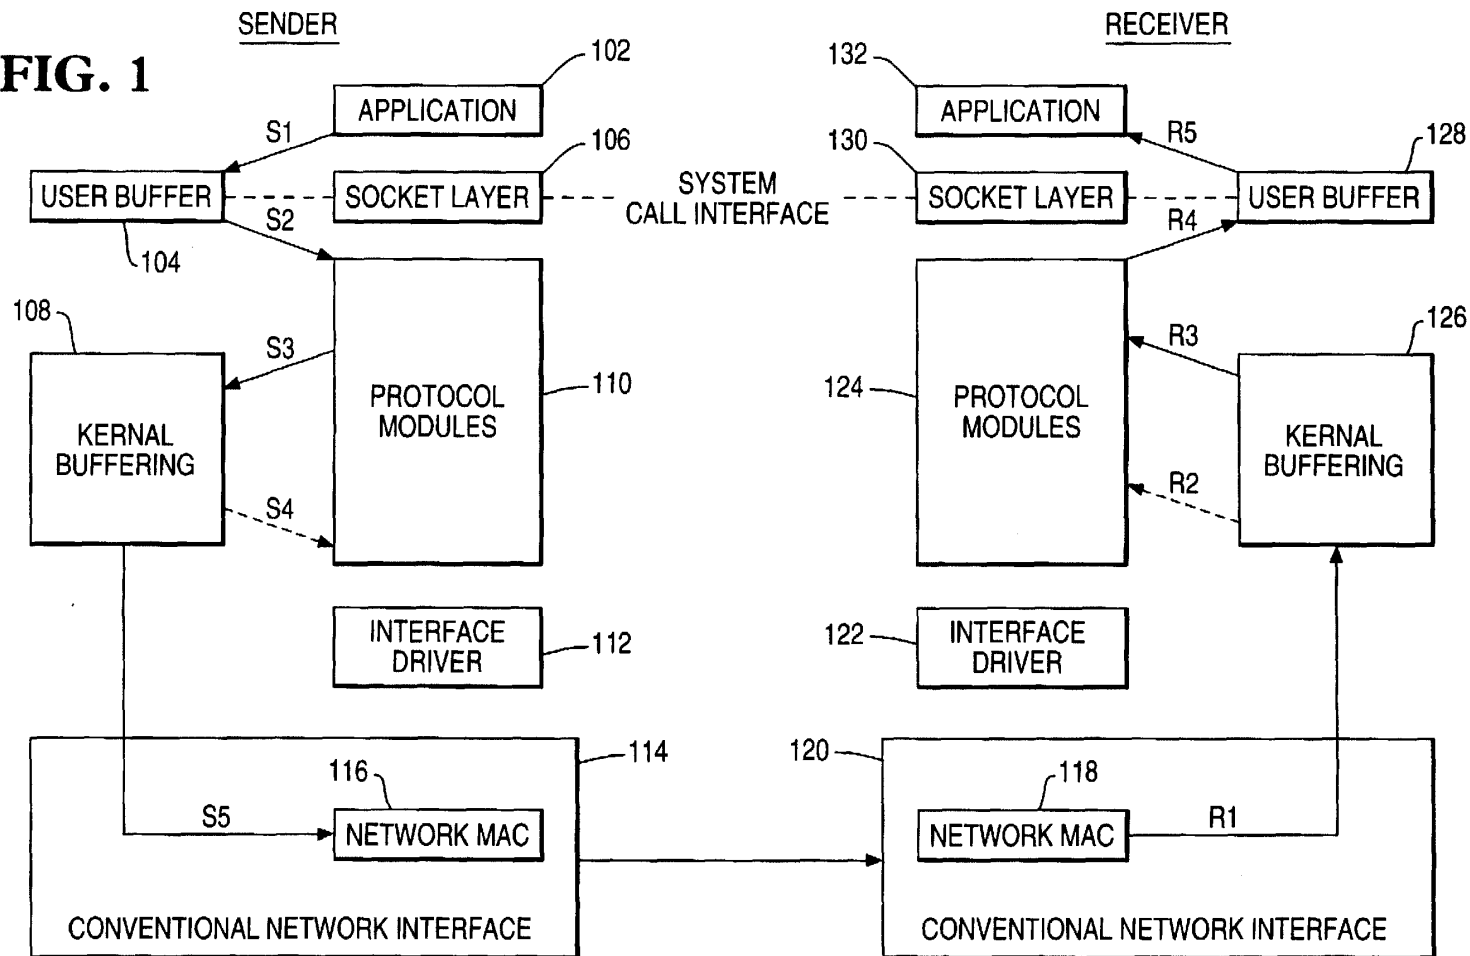 SENDER
RECEIVER
FIG. 1
102
132
APPLICATION
APPLICATION
S1
106
130
R5
128
USER BUFFER
SOCKET LAYER
SYSTEM
CALL INTERFACE
SOCKET LAYER
USER BUFFER
S2
R4
104
108
126
S3
R3
PROTOCOL
MODULES
110
124
PROTOCOL
MODULES
KERNAL
BUFFERING
KERNAL
BUFFERING
S4
R2
INTERFACE
DRIVER
112
122
INTERFACE
DRIVER
114
120
116
118
S5
NETWORK MAC
NETWORK MAC
R1
CONVENTIONAL NETWORK INTERFACE
CONVENTIONAL NETWORK INTERFACE